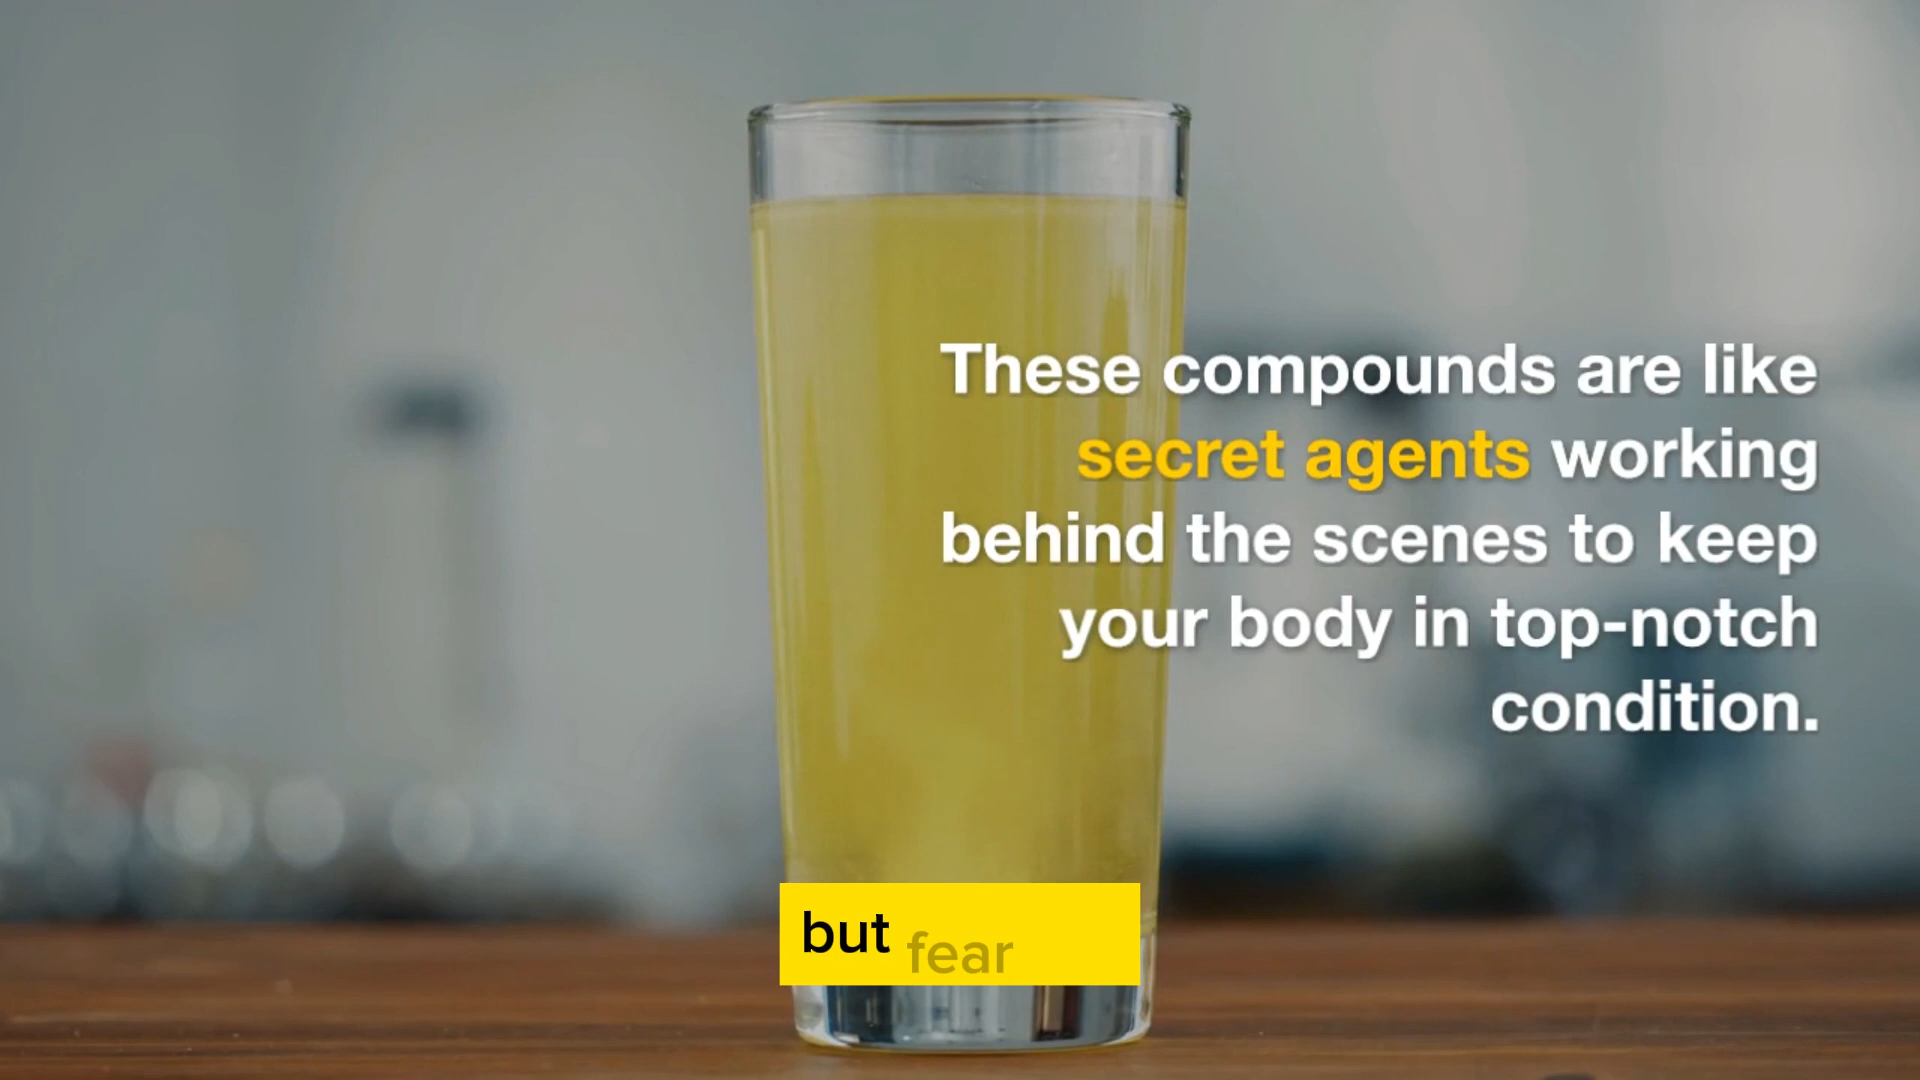 These compounds are like
secret agents working
behind the scenes to keep
your body in top-notch
condition.
but fear